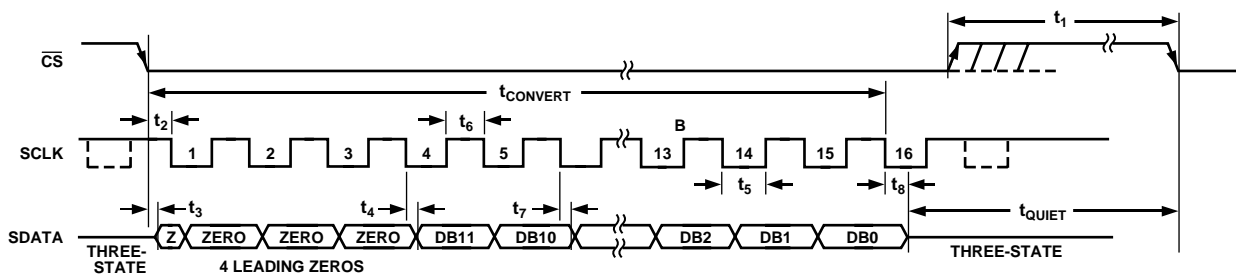 t1
CS
tCONVERT
t2
t6
B
SCLK
1 2 3 4 5 13 14 15 16
t5
t8
t3
t4
t7
tQUIET
SDATA
Z ZERO ZERO ZERO DB11 DB10 DB2 DB1 DB0
THREE-
STATE
4 LEADING ZEROS
THREE-STATE